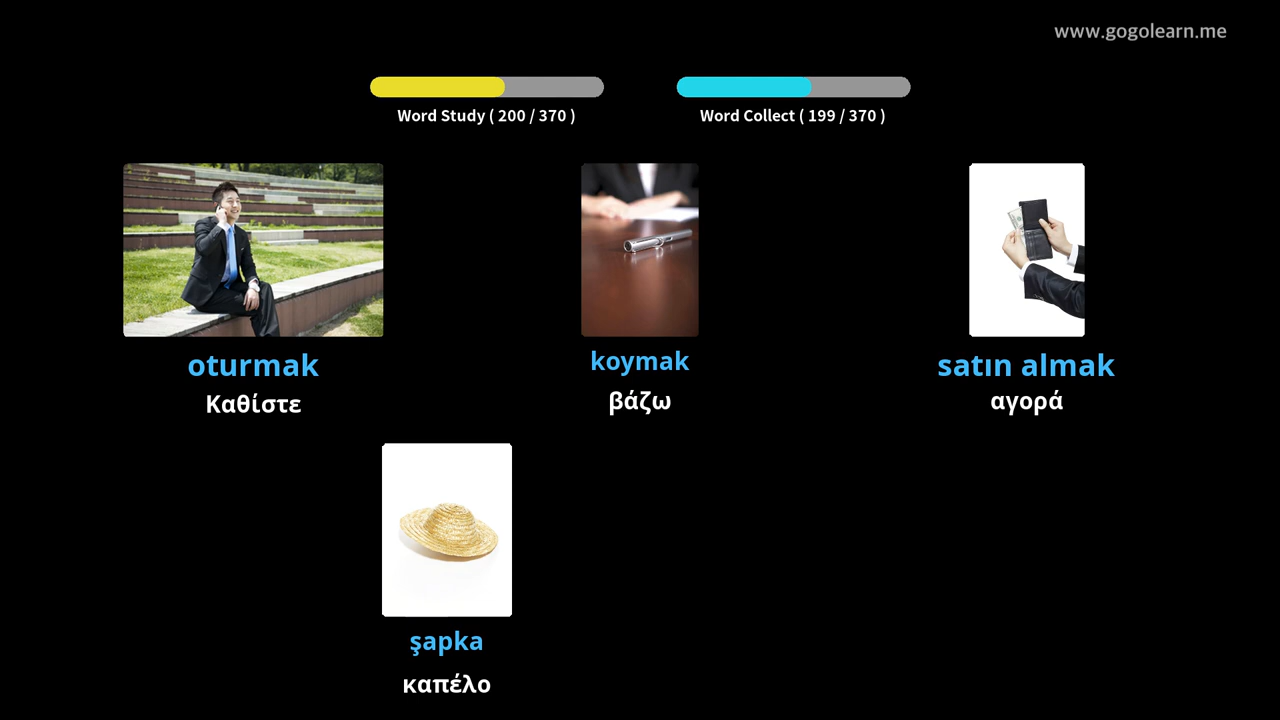 www.gogolearn.me
Word Study ( 200 / 370 )
Word Collect ( 199 / 370 )
oturmak
Καθίστε
koymak
βάζω
satın almak
αγορά
şapka
καπέλο